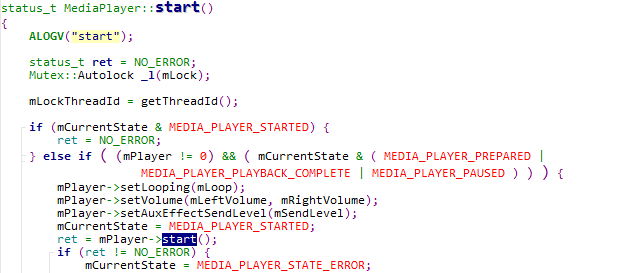 status_t MediaPlayer::start()
{
    ALOGV("start");

    status_t ret = NO_ERROR;
    Mutex::Autolock _l(mLock);

    mLockThreadId = getThreadId();

    if (mCurrentState & MEDIA_PLAYER_STARTED) {
        ret = NO_ERROR;
    } else if ( (mPlayer != 0) && ( mCurrentState & ( MEDIA_PLAYER_PREPARED |
                    MEDIA_PLAYER_PLAYBACK_COMPLETE | MEDIA_PLAYER_PAUSED ) ) ) {
        mPlayer->setLooping(mLoop);
        mPlayer->setVolume(mLeftVolume, mRightVolume);
        mPlayer->setAuxEffectSendLevel(mSendLevel);
        mCurrentState = MEDIA_PLAYER_STARTED;
        ret = mPlayer->start();
        if (ret != NO_ERROR) {
            mCurrentState = MEDIA_PLAYER_STATE_ERROR;